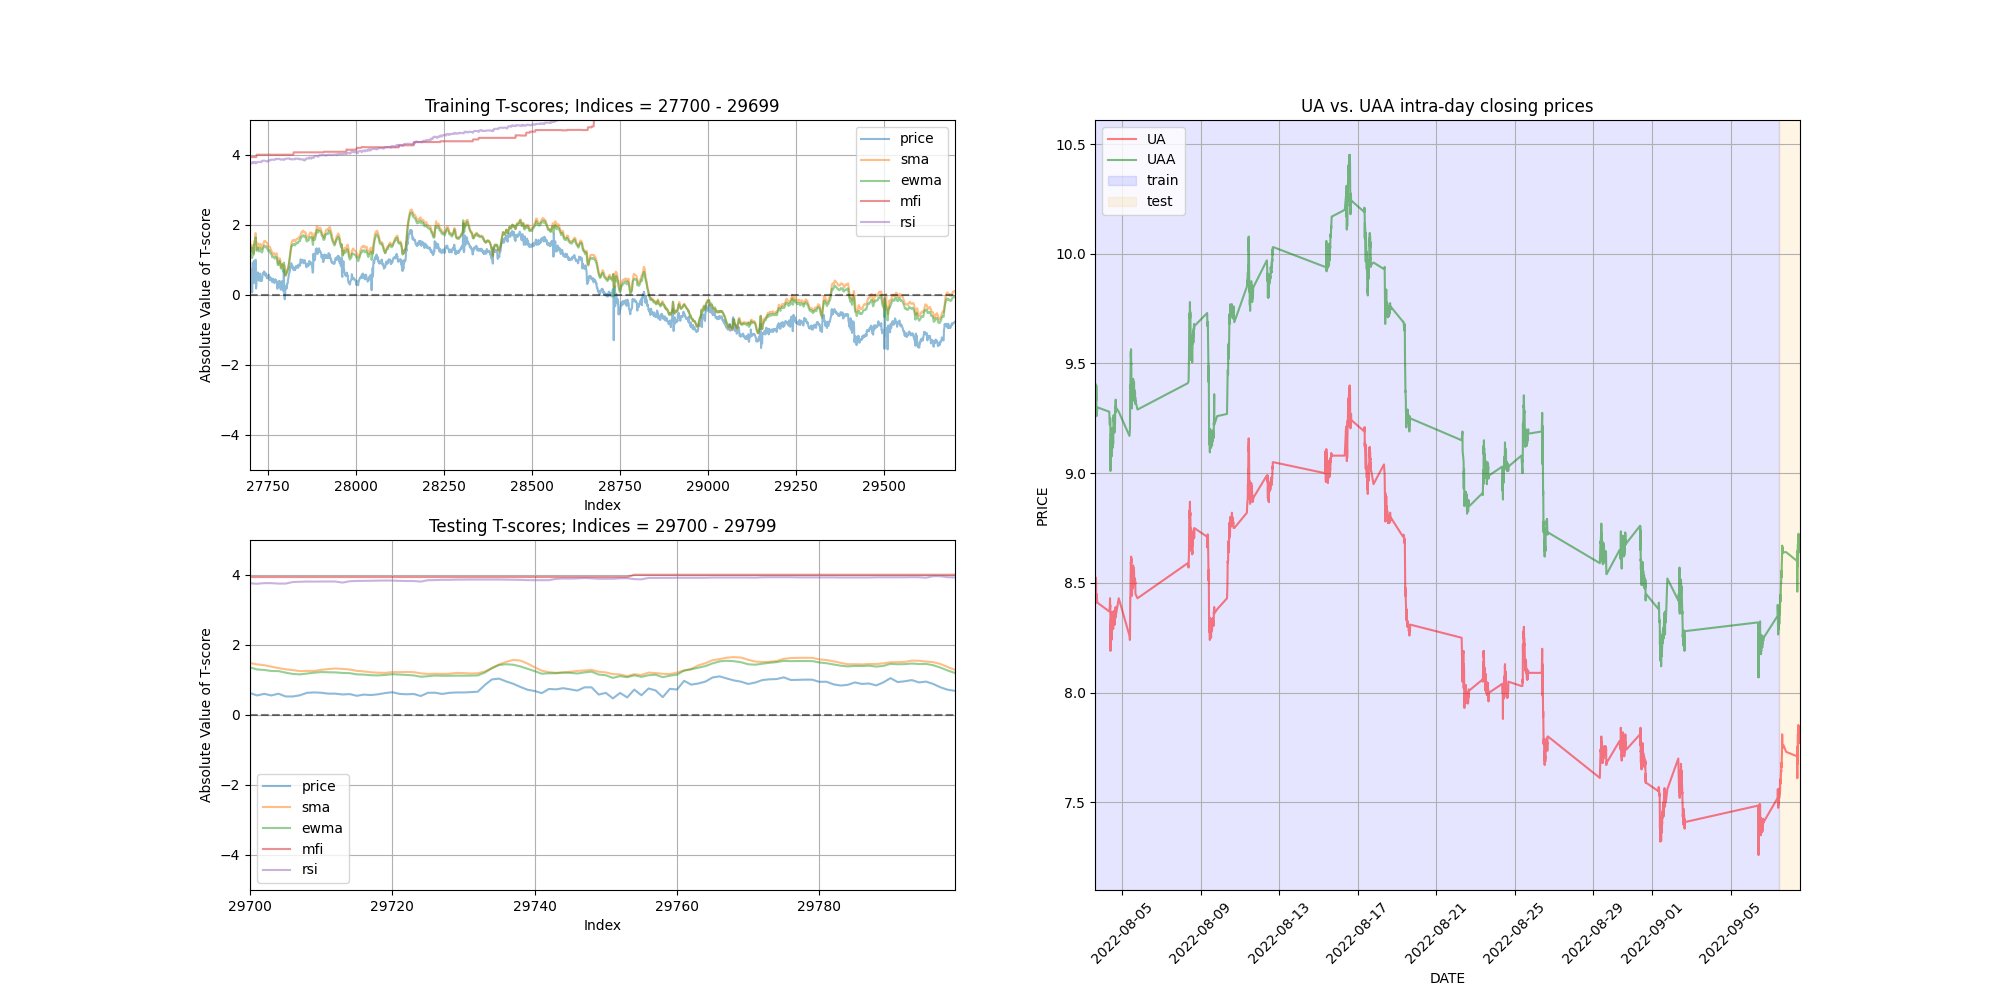 Training T-scores; Indices = 27700 - 29699
Absolute Value of T-score
4
2
0
−2
−4
price
sma
ewma
mfi
rsi
27750 28000 28250 28500 28750 29000 29250 29500
Index
Testing T-scores; Indices = 29700 - 29799
Absolute Value of T-score
4
2
0
−2
−4
price
sma
ewma
mfi
rsi
29700 29720 29740 29760 29780
Index
UA vs. UAA intra-day closing prices
UA
UAA
train
test
PRICE
10.5
10.0
9.5
9.0
8.5
8.0
7.5
2022-08-05 2022-08-09 2022-08-13 2022-08-17 2022-08-21 2022-08-25 2022-08-29 2022-09-01 2022-09-05
DATE